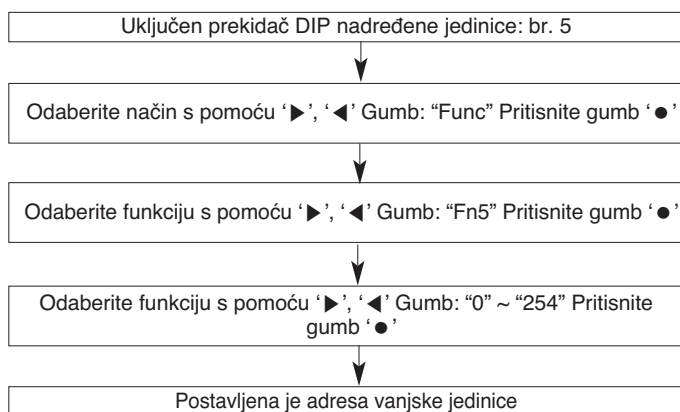 Uključen prekidač DIP nadređene jedinice: br. 5
Odaberite način s pomoću ‘▶’, ‘◀’ Gumb: “Func” Pritisnite gumb ‘●’
Odaberite funkciju s pomoću ‘▶’, ‘◀’ Gumb: “Fn5” Pritisnite gumb ‘●’
Odaberite funkciju s pomoću ‘▶’, ‘◀’ Gumb: “0” ~ “254” Pritisnite
gumb ‘●’
Postavljena je adresa vanjske jedinice